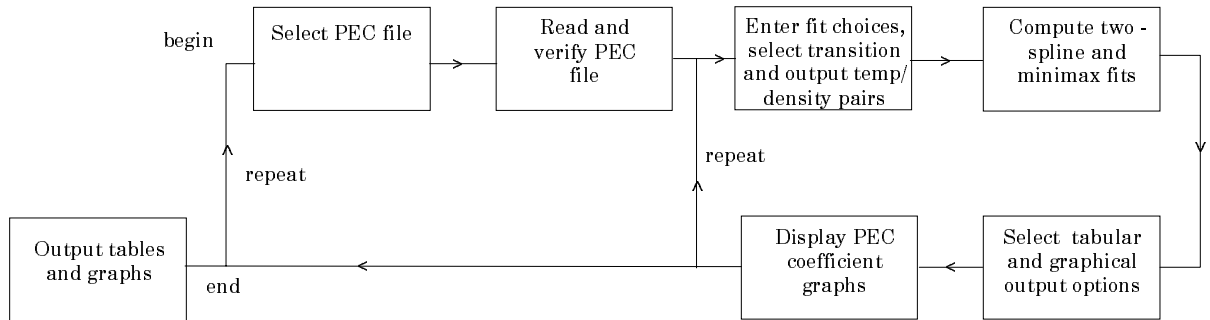 begin
Select PEC file
Read and
verify PEC
file
Enter fit choices,
select transition
and output temp/
density pairs
Compute two -
spline and
minimax fits
repeat
repeat
Output tables
and graphs
end
Display PEC
coefficient
graphs
Select tabular
and graphical
output options